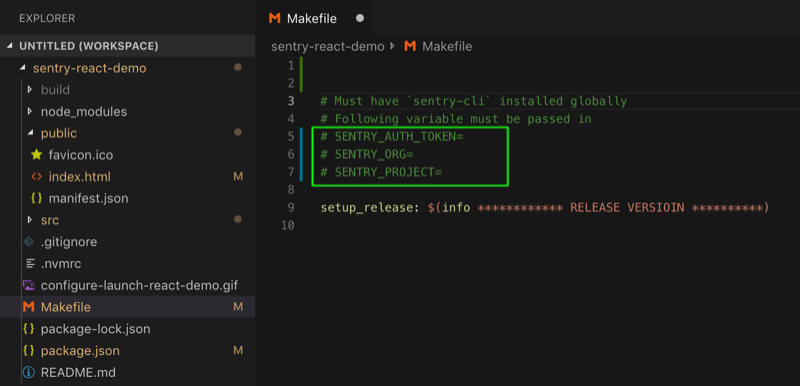 EXPLORER
UNTITLED (WORKSPACE)
sentry-react-demo
build
node_modules
public
favicon.ico
index.html M
manifest.json
src
.gitignore
.nvmrc
configure-launch-react-demo.gif
Makefile M
package-lock.json
package.json M
README.md
Makefile
sentry-react-demo Makefile
1
2
3 # Must have `sentry-cli` installed globally
4 # Following variable must be passed in
5 # SENTRY_AUTH_TOKEN=
6 # SENTRY_ORG=
7 # SENTRY_PROJECT=
8
9 setup_release: $(info ************ RELEASE VERSIOIN **********)
10